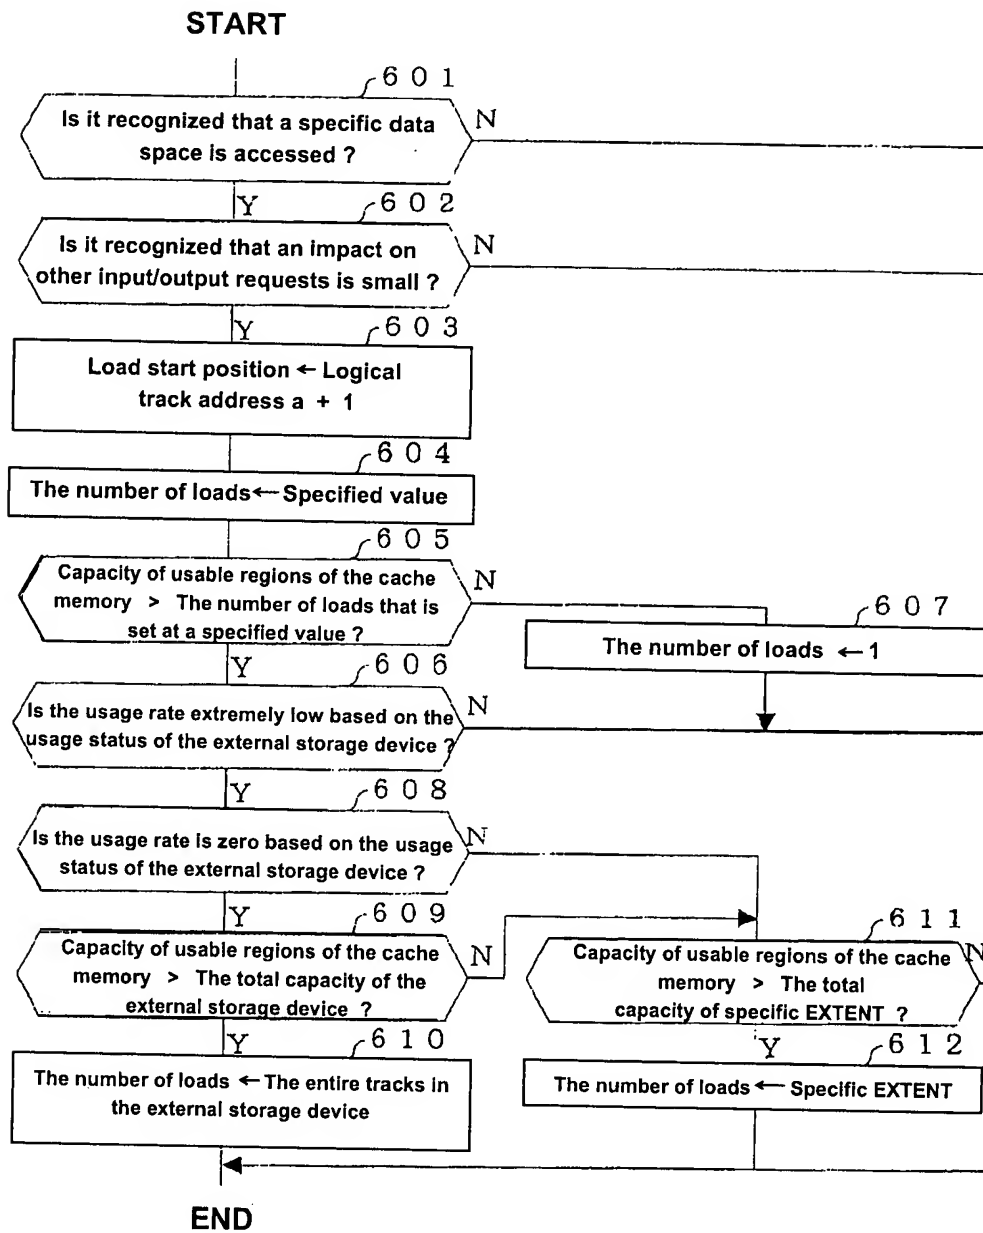 START
601
Is it recognized that a specific data
space is accessed ?
N
Y
602
Is it recognized that an impact on
other input/output requests is small ?
N
Y
603
Load start position ← Logical
track address a + 1
604
The number of loads ← Specified value
605
Capacity of usable regions of the cache
memory > The number of loads that is
set at a specified value ?
N
607
The number of loads ← 1
Y
606
Is the usage rate extremely low based on the
usage status of the external storage device ?
N
Y
608
Is the usage rate is zero based on the usage
status of the external storage device ?
N
Y
609
Capacity of usable regions of the cache
memory > The total capacity of the
external storage device ?
N
611
Capacity of usable regions of the cache
memory > The total
capacity of specific EXTENT ?
N
Y
610
The number of loads ← The entire tracks in
the external storage device
Y
612
The number of loads ← Specific EXTENT
END